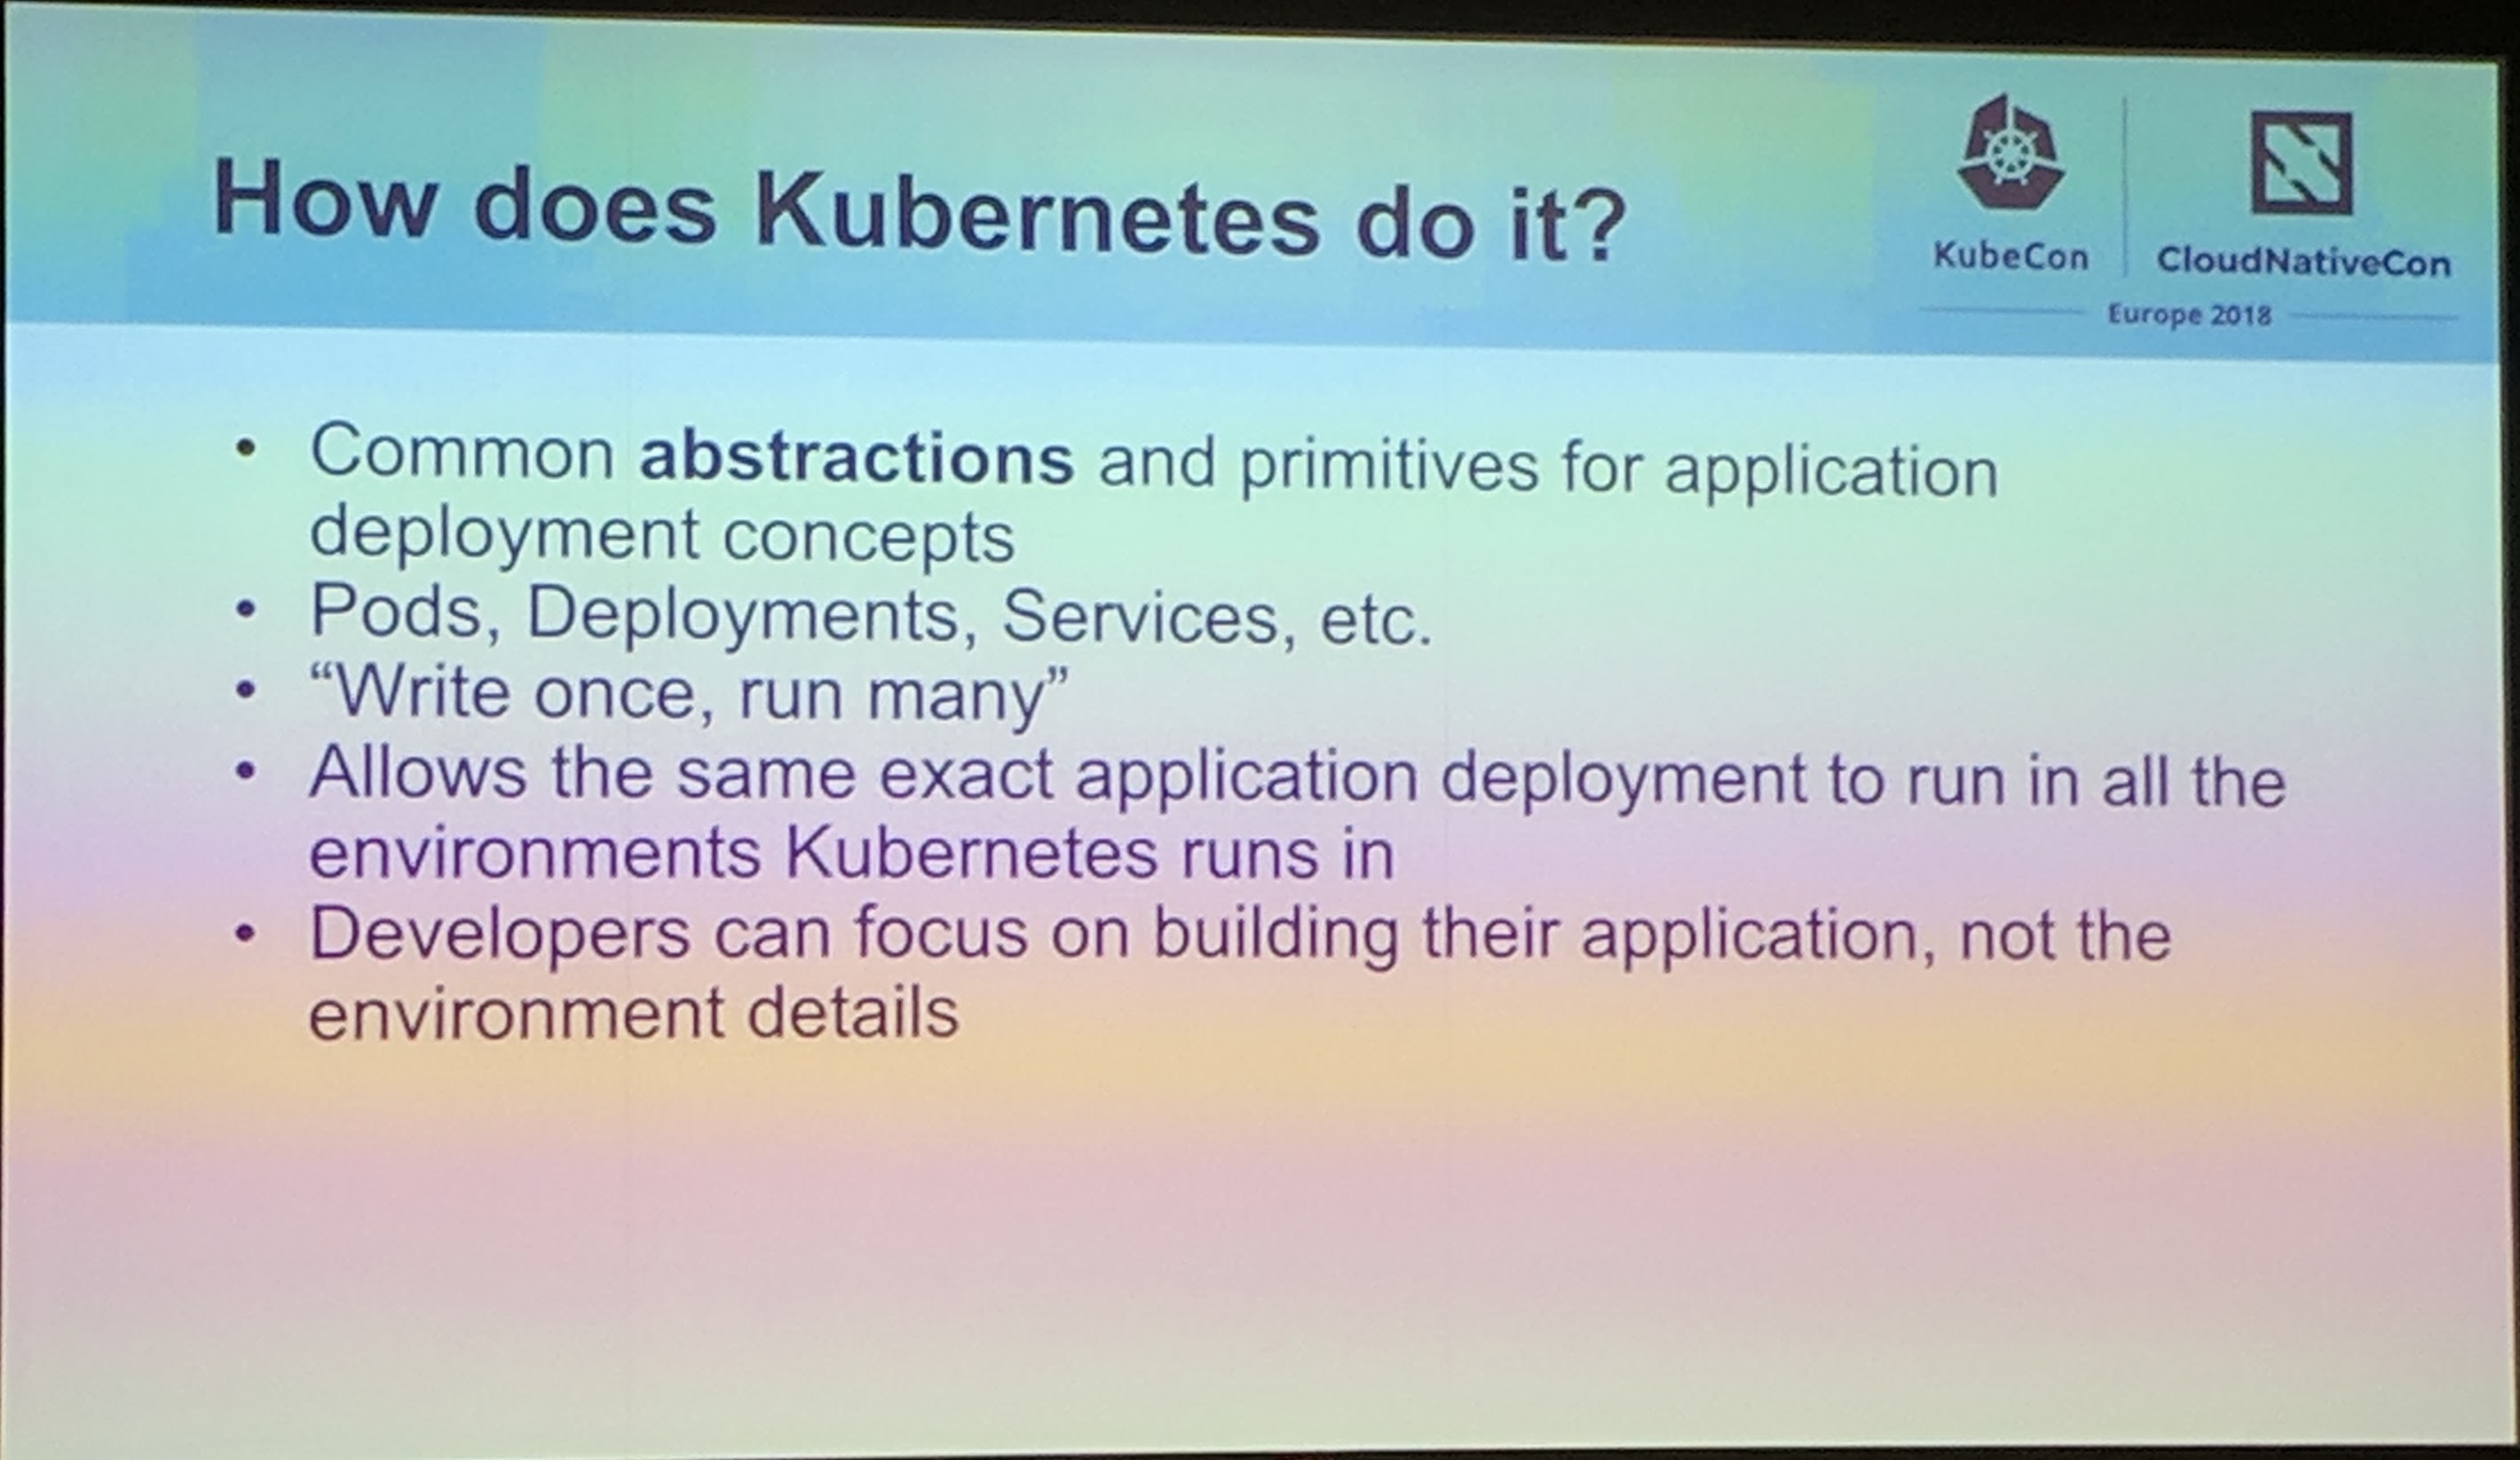 How does Kubernetes do it?
KubeCon
CloudNativeCon
Europe 2018
• Common abstractions and primitives for application
deployment concepts
• Pods, Deployments, Services, etc.
• “Write once, run many”
• Allows the same exact application deployment to run in all the
environments Kubernetes runs in
• Developers can focus on building their application, not the
environment details